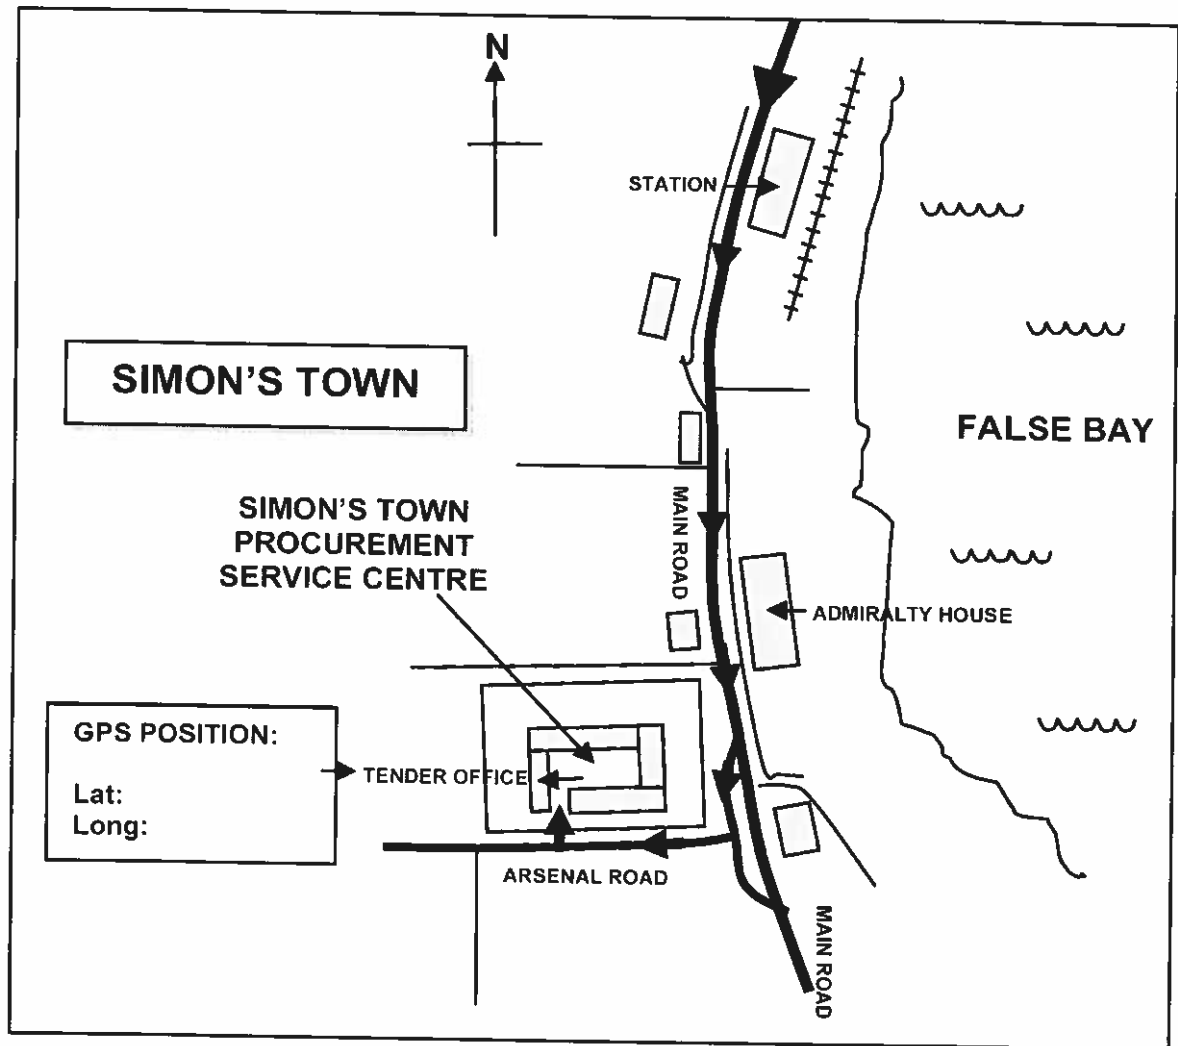 N
STATION
SIMON'S TOWN
FALSE BAY
SIMON'S TOWN
PROCUREMENT
SERVICE CENTRE
MAIN ROAD
ADMIRALTY HOUSE
GPS POSITION:
Lat:
Long:
TENDER OFFICE
ARSENAL ROAD
MAIN ROAD